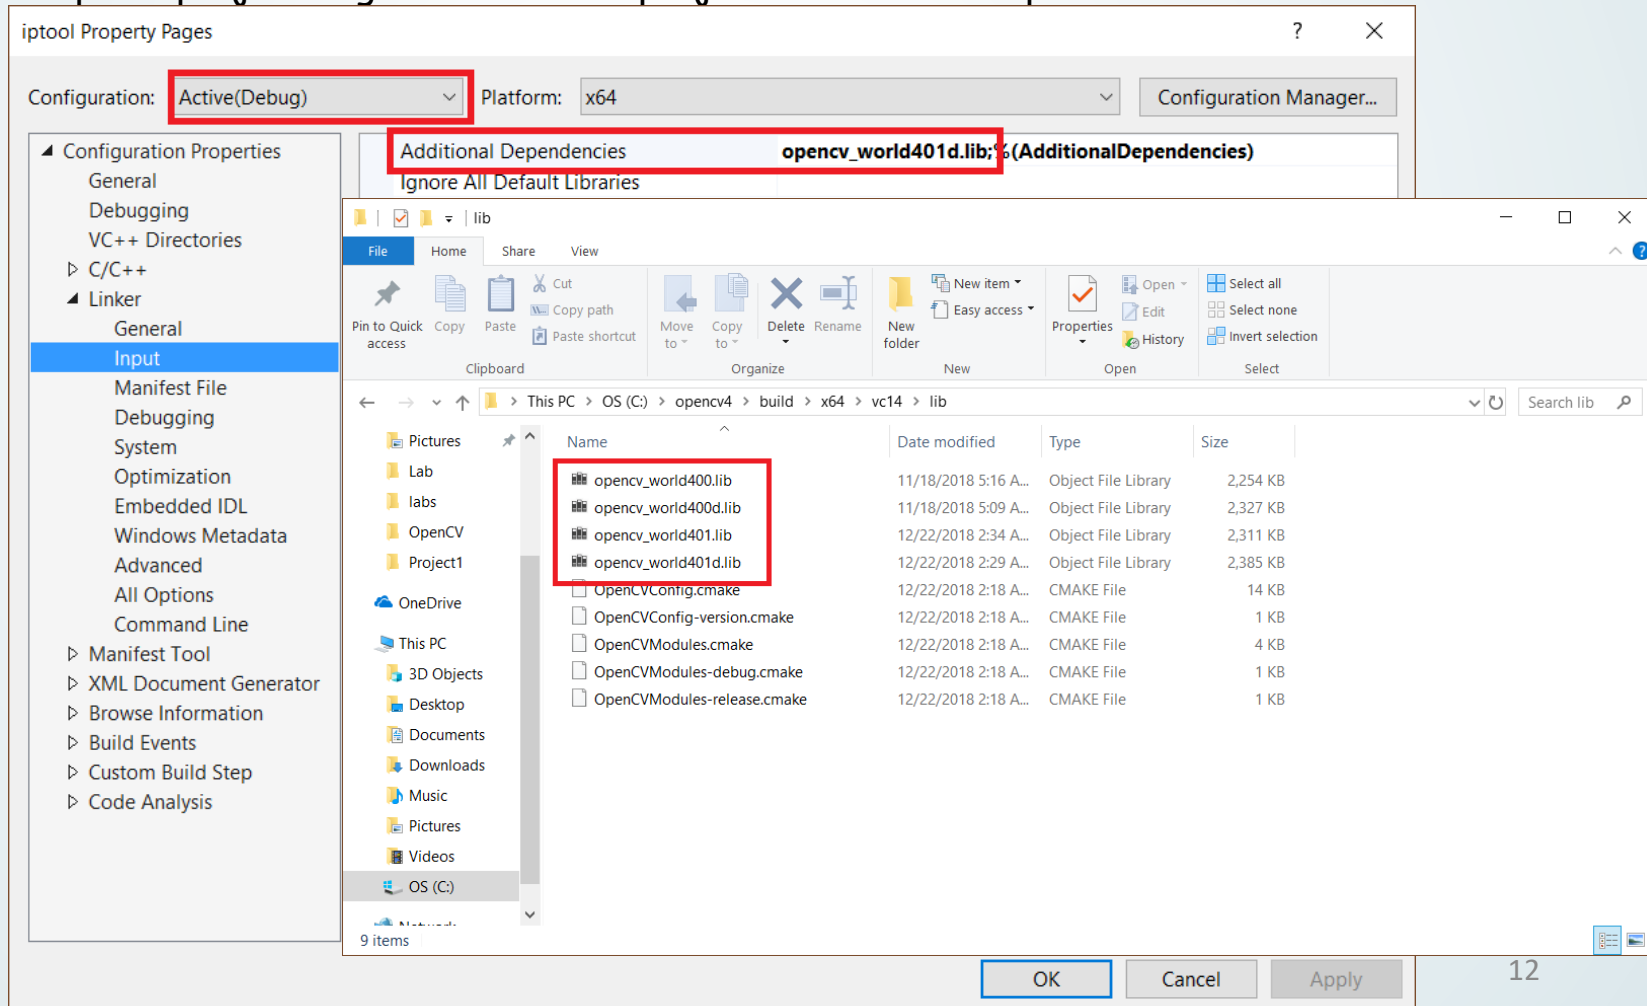 iptool Property Pages
?
Configuration: Active(Debug) Platform: x64 Configuration Manager...
Configuration Properties
General
Debugging
VC++ Directories
C/C++
Linker
General
Input
Manifest File
Debugging
System
Optimization
Embedded IDL
Windows Metadata
Advanced
All Options
Command Line
Manifest Tool
XML Document Generator
Browse Information
Build Events
Custom Build Step
Code Analysis
Additional Dependencies opencv_world401d.lib;%(AdditionalDependencies)
Ignore All Default Libraries
lib
File Home Share View
?
Pin to Quick access
Copy
Paste
Cut
Copy path
Paste shortcut
Clipboard
Move to
Copy to
Delete
Rename
Organize
New folder
New item
Easy access
New
Properties
Open
Edit
History
Open
Select all
Select none
Invert selection
Select
This PC > OS (C:) > opencv4 > build > x64 > vc14 > lib
Search lib
Pictures
Lab
labs
OpenCV
Project1
OneDrive
This PC
3D Objects
Desktop
Documents
Downloads
Music
Pictures
Videos
OS (C:)
Name Date modified Type Size
opencv_world400.lib 11/18/2018 5:16 A... Object File Library 2,254 KB
opencv_world400d.lib 11/18/2018 5:09 A... Object File Library 2,327 KB
opencv_world401.lib 12/22/2018 2:34 A... Object File Library 2,311 KB
opencv_world401d.lib 12/22/2018 2:29 A... Object File Library 2,385 KB
OpenCVConfig.cmake 12/22/2018 2:18 A... CMAKE File 14 KB
OpenCVConfig-version.cmake 12/22/2018 2:18 A... CMAKE File 1 KB
OpenCVModules.cmake 12/22/2018 2:18 A... CMAKE File 4 KB
OpenCVModules-debug.cmake 12/22/2018 2:18 A... CMAKE File 1 KB
OpenCVModules-release.cmake 12/22/2018 2:18 A... CMAKE File 1 KB
9 items
OK Cancel Apply
12